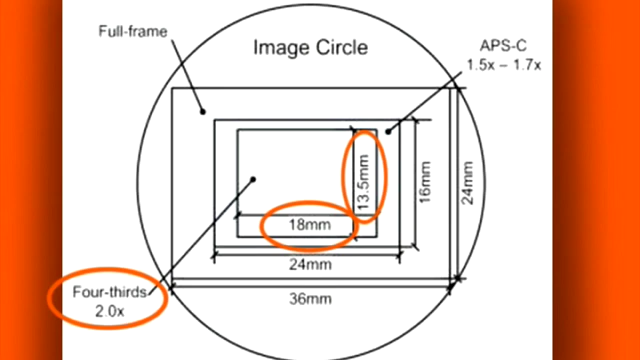 Full-frame
Image Circle
APS-C
1.5x – 1.7x
13.5mm
16mm
24mm
18mm
24mm
Four-thirds
2.0x
36mm